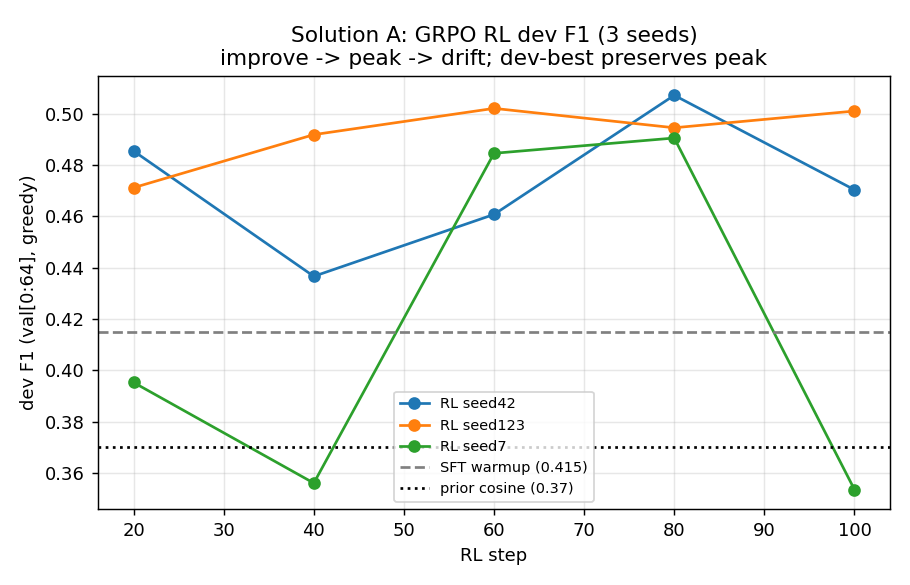 Solution A: GRPO RL dev F1 (3 seeds)
improve -> peak -> drift; dev-best preserves peak
dev F1 (val[0:64], greedy)
0.50
0.48
0.46
0.44
0.42
0.40
0.38
0.36
RL seed42
RL seed123
RL seed7
SFT warmup (0.415)
prior cosine (0.37)
20
30
40
50
60
70
80
90
100
RL step